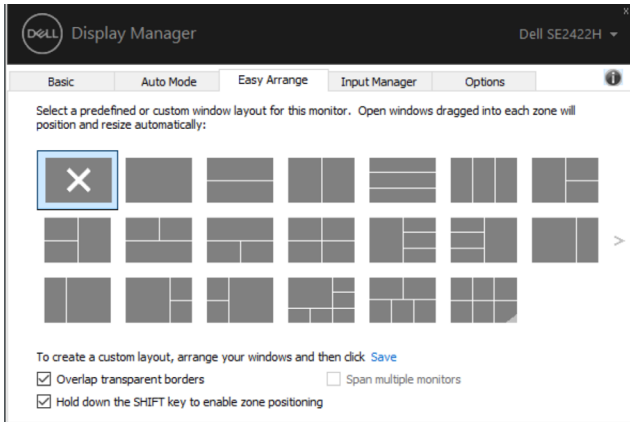 x
DELL Display Manager Dell SE2422H
Basic Auto Mode Easy Arrange Input Manager Options
Select a predefined or custom window layout for this monitor. Open windows dragged into each zone will
position and resize automatically:
To create a custom layout, arrange your windows and then click Save
Overlap transparent borders Span multiple monitors
Hold down the SHIFT key to enable zone positioning